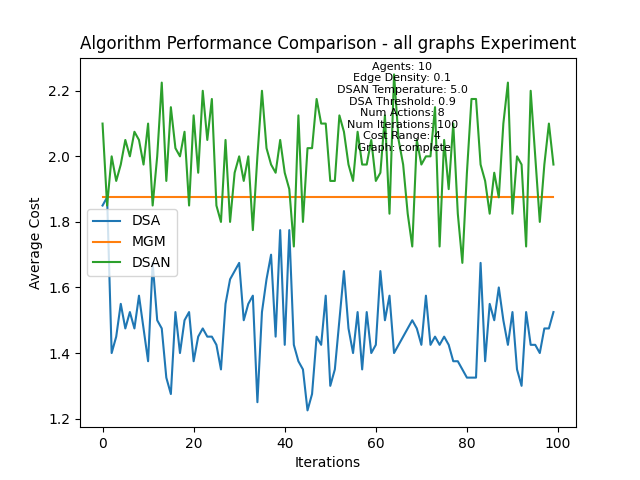 Algorithm Performance Comparison - all graphs Experiment
Agents: 10
Edge Density: 0.1
DSAN Temperature: 5.0
DSA Threshold: 0.9
Num Actions: 8
Num Iterations: 100
Cost Range: 4
Graph: complete
2.2
2.0
1.8
1.6
1.4
1.2
Average Cost
DSA
MGM
DSAN
0
20
40
60
80
100
Iterations